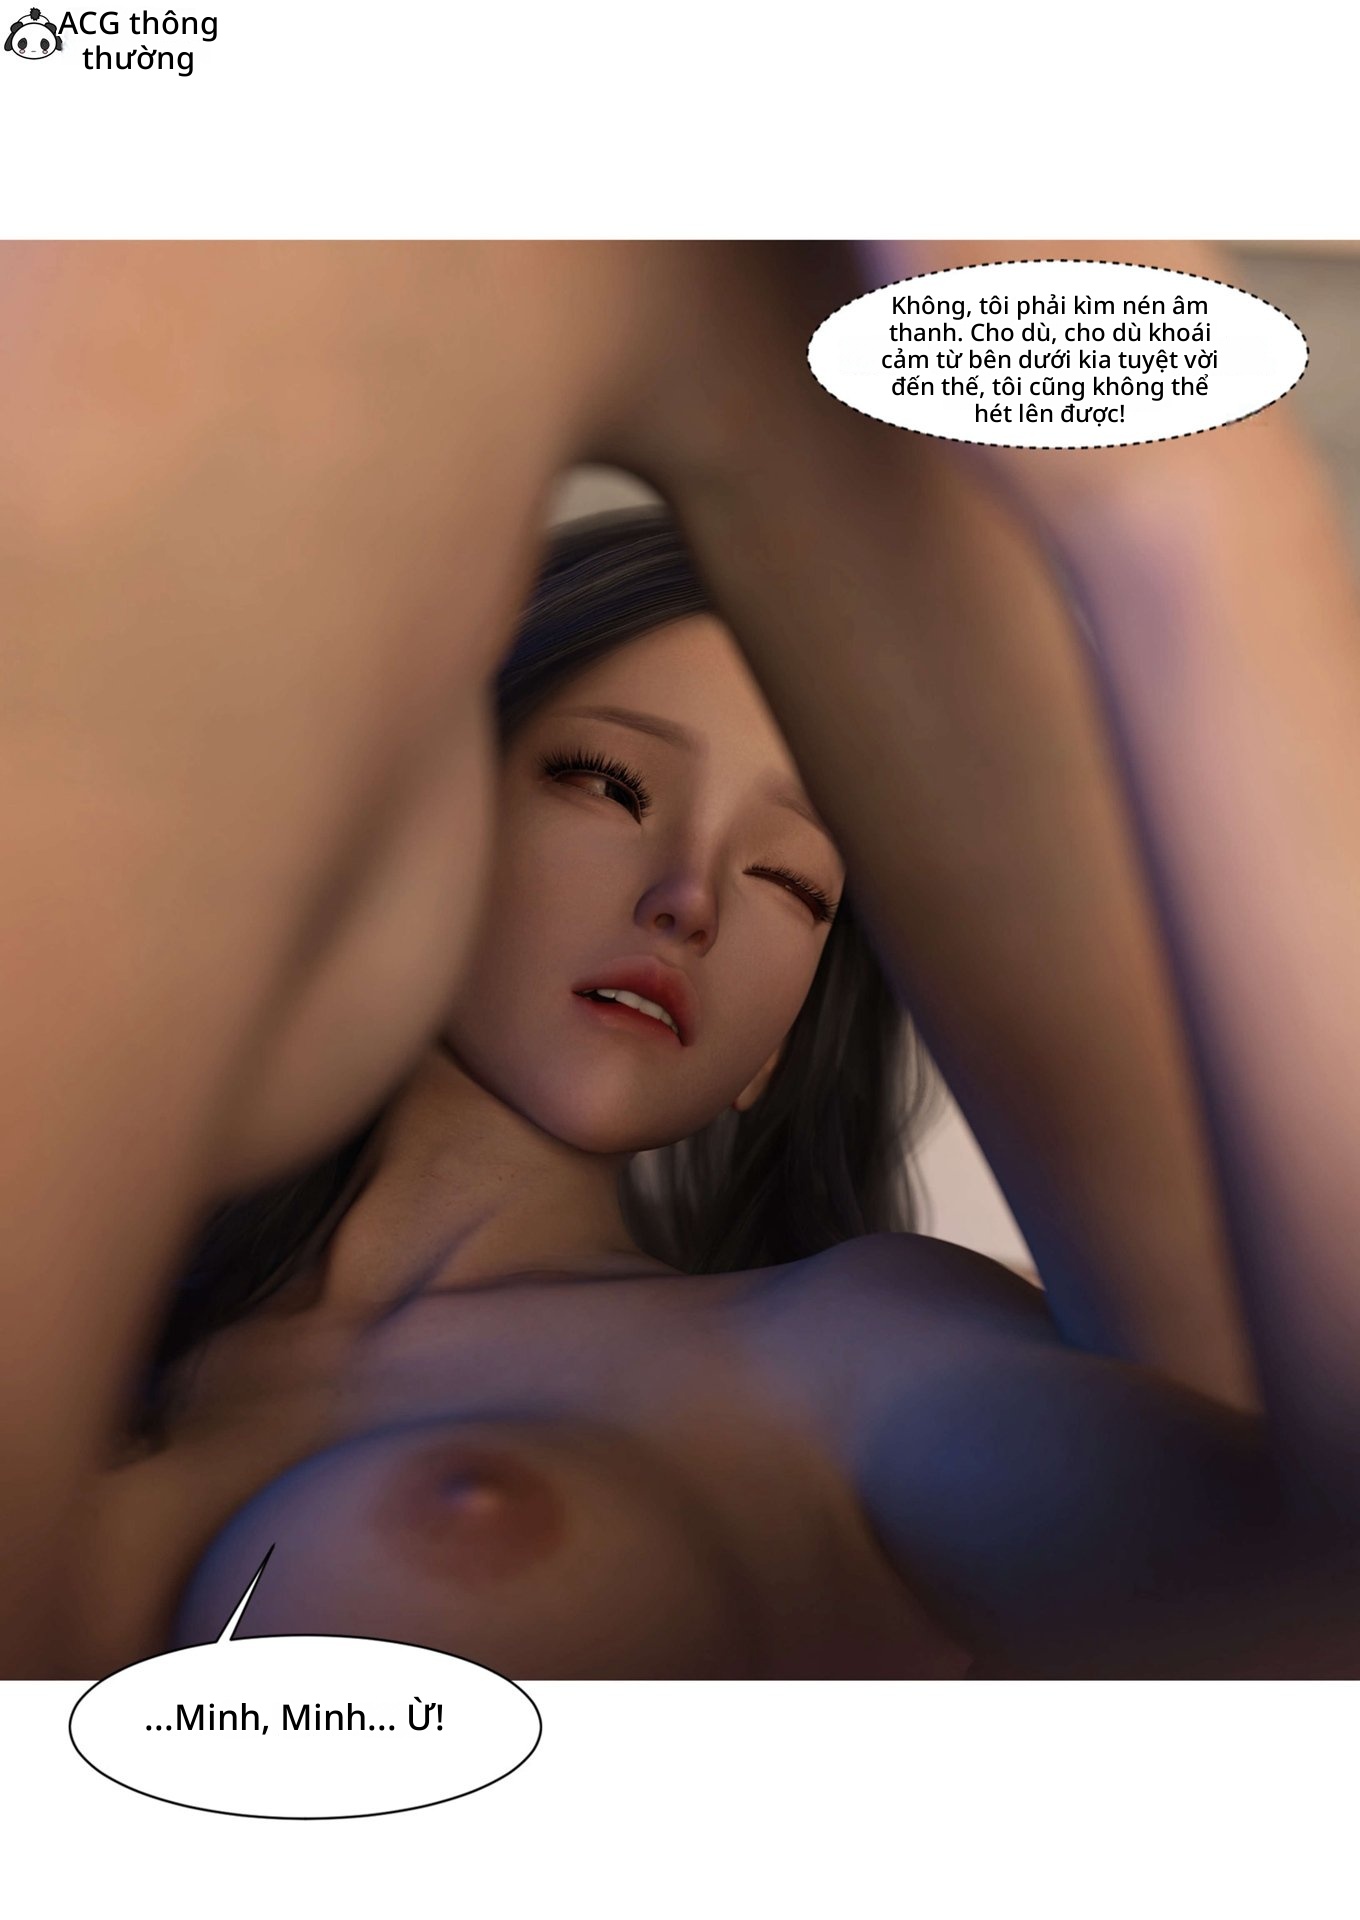 ACG thông
thường
Không, tôi phải kìm nén âm
thanh. Cho dù, cho dù khoái
cảm từ bên dưới kia tuyệt vời
đến thế, tôi cũng không thể
hét lên được!
...Minh, Minh... Ừ!